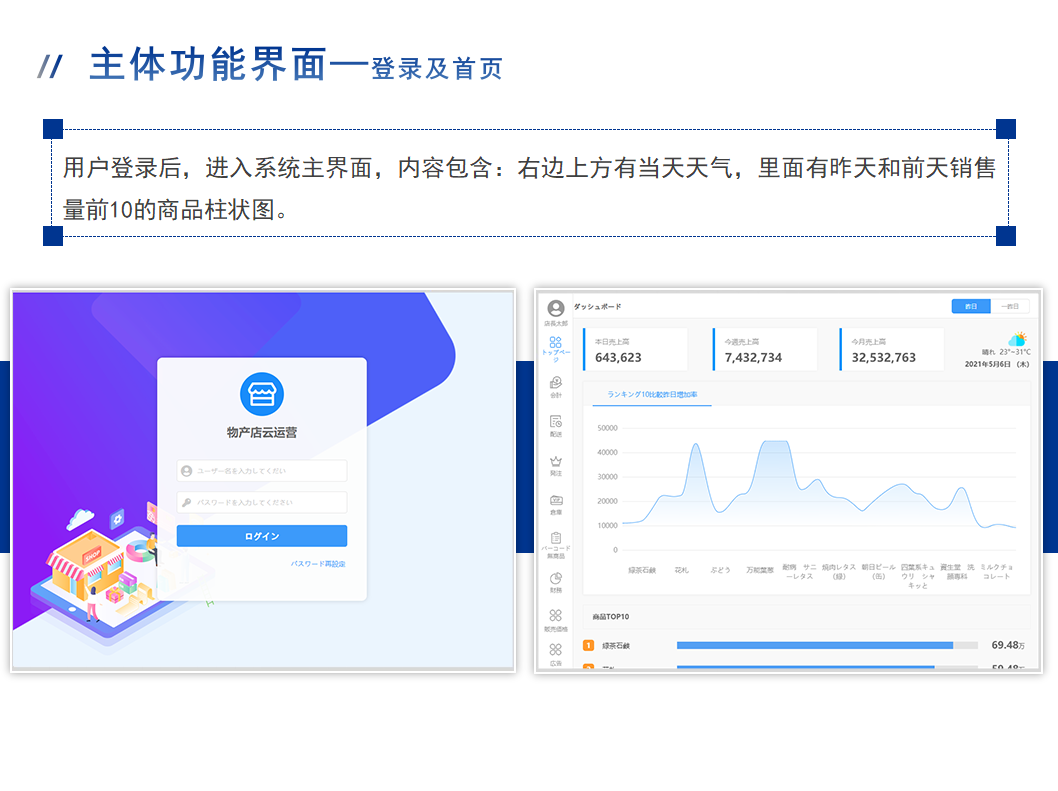 // 主体功能界面—登录及首页
用户登录后，进入系统主界面，内容包含：右边上方有当天天气，里面有昨天和前天销售
量前10的商品柱状图。
物产店云运营
ユーザー名を入力してくだい
パスワードを入力してください
ログイン
パスワード再設定
SHOP
店長太郎
トップペー
ジ
会計
配送
発注
倉庫
バーコード
新商品
財務
販売価格
広告
ダッシュボード
昨日
一昨日
本日売上高
643,623
今週売上高
7,432,734
今月売上高
32,532,763
晴れ 23°~31°C
2021年5月6日 (木)
ランキング10比較昨日増加率
50000
40000
30000
20000
10000
0
緑茶石鹸
花札
ぶどう
万能葉葱
耐病 サニ
ーレタス
焼肉レタス
(緑)
朝日ビール
(缶)
四葉系キュ
ウリ シャ
キッと
資生堂 洗
顔専科
ミルクチョ
コレート
商品TOP10
1 緑茶石鹸 69.48万